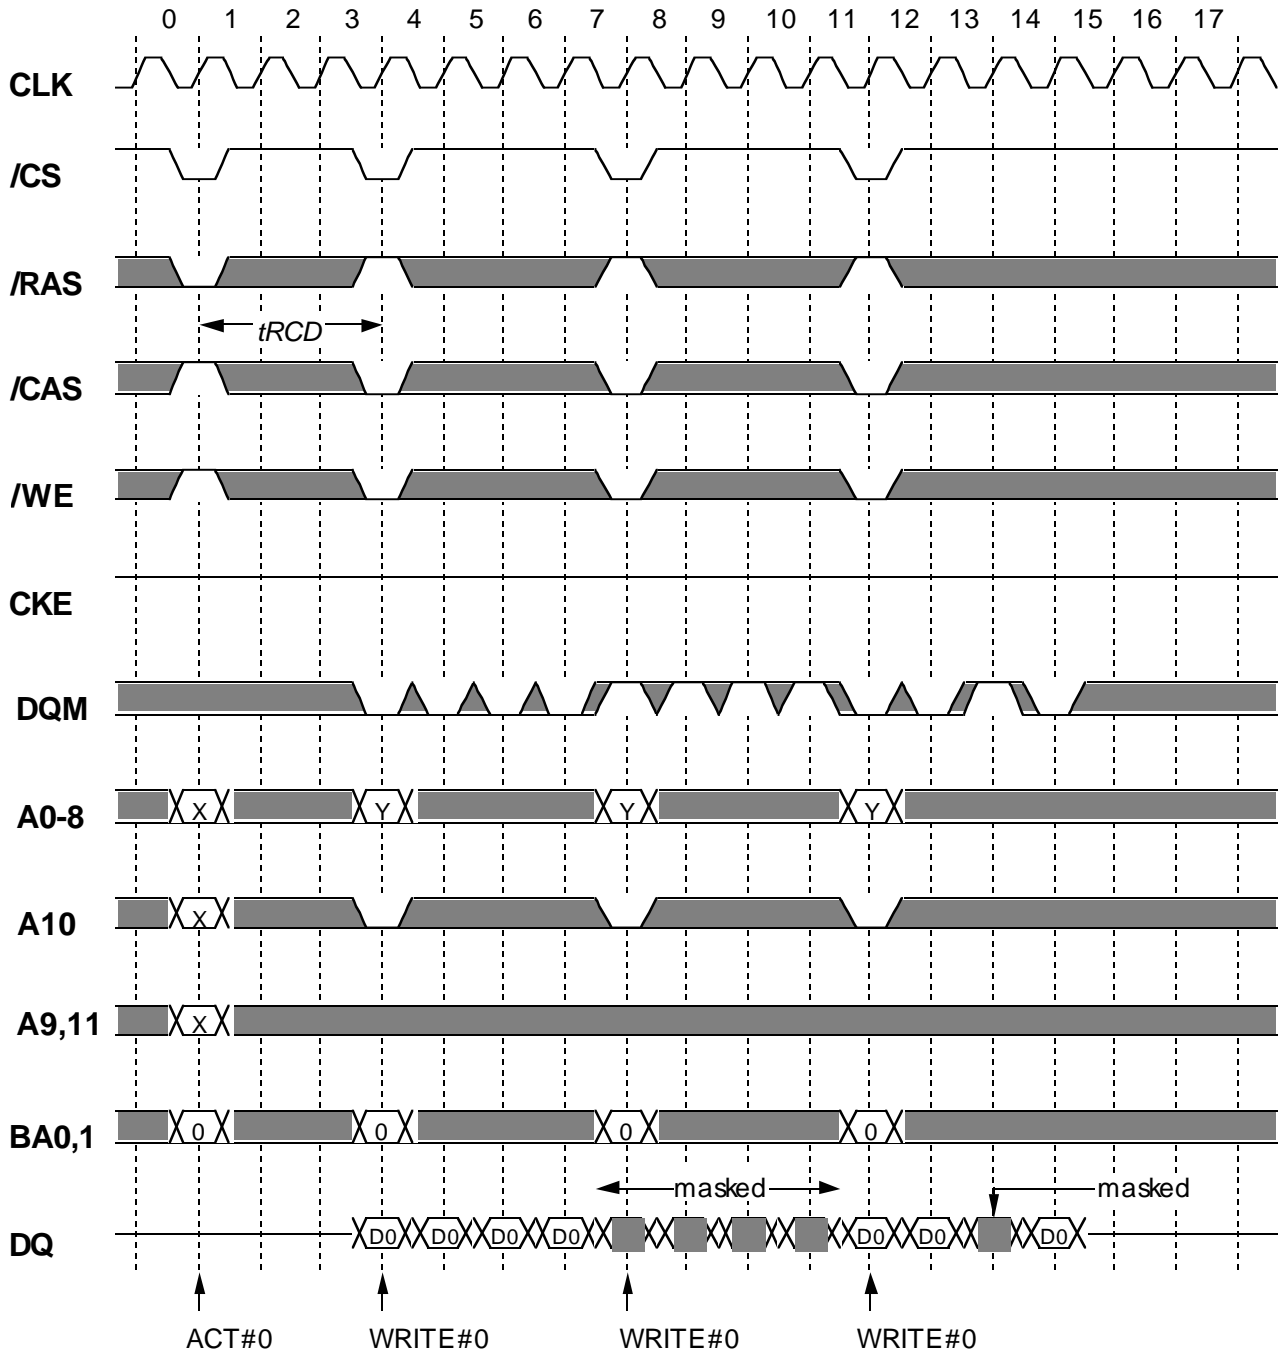 0 1 2 3 4 5 6 7 8 9 10 11 12 13 14 15 16 17
CLK
/CS
/RAS
tRCD
/CAS
/WE
CKE
DQM
A0-8 X Y Y Y
A10 X
A9,11 X
BA0,1 0 0 0 0
masked masked
DQ D0 D0 D0 D0 D0 D0 D0
ACT#0 WRITE#0 WRITE#0 WRITE#0